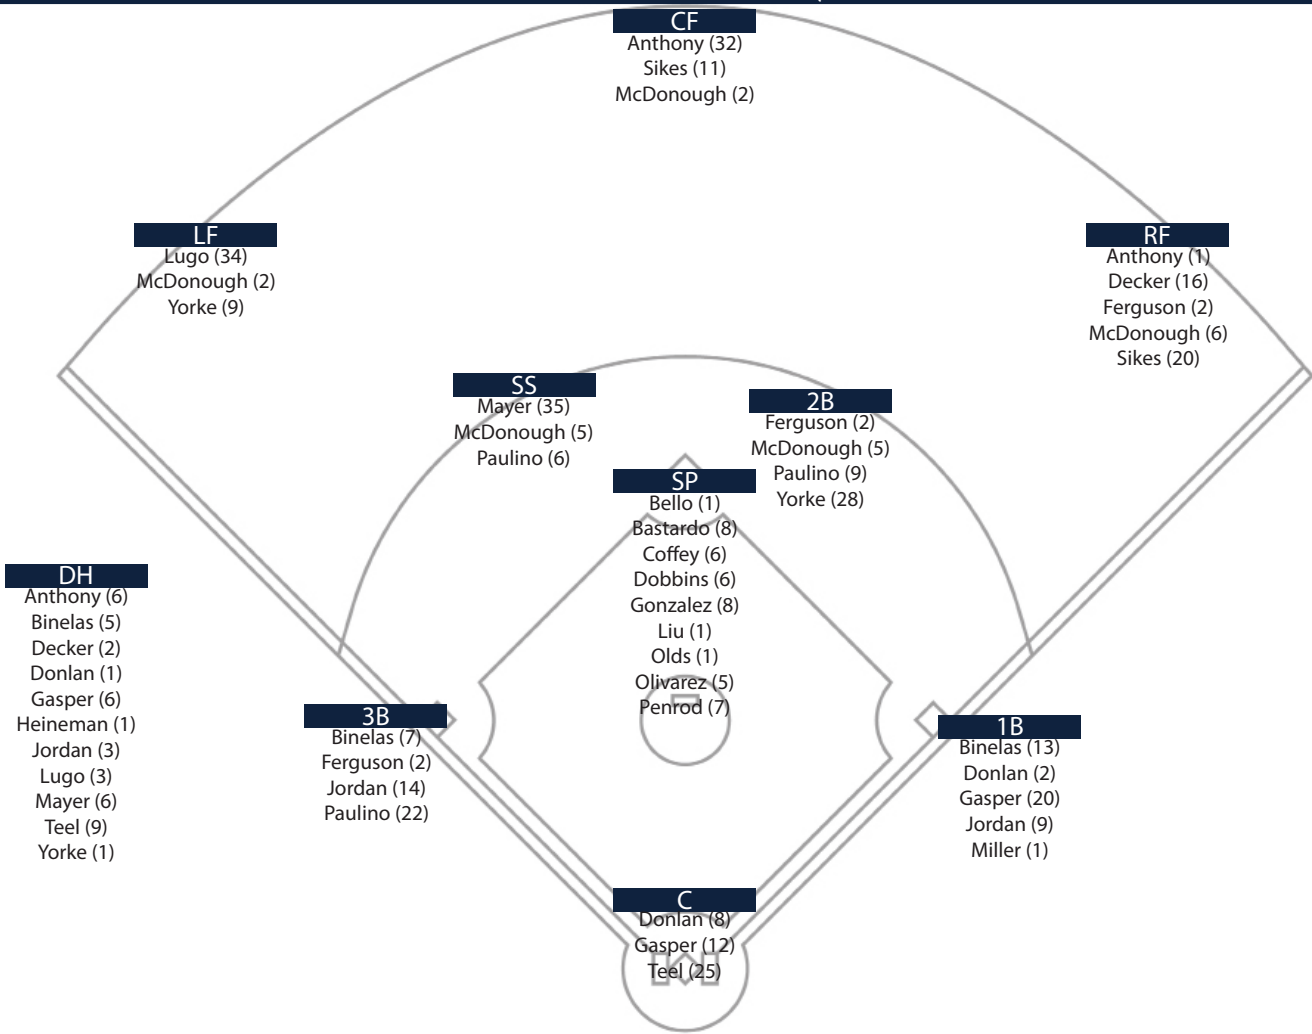 CF
Anthony (32)
Sikes (11)
McDonough (2)
LF
Lugo (34)
McDonough (2)
Yorke (9)
RF
Anthony (1)
Decker (16)
Ferguson (2)
McDonough (6)
Sikes (20)
SS
Mayer (35)
McDonough (5)
Paulino (6)
2B
Ferguson (2)
McDonough (5)
Paulino (9)
Yorke (28)
SP
Bello (1)
Bastardo (8)
Coffey (6)
Dobbins (6)
Gonzalez (8)
Liu (1)
Olds (1)
Olivarez (5)
Penrod (7)
DH
Anthony (6)
Binelas (5)
Decker (2)
Donlan (1)
Gasper (6)
Heineman (1)
Jordan (3)
Lugo (3)
Mayer (6)
Teel (9)
Yorke (1)
3B
Binelas (7)
Ferguson (2)
Jordan (14)
Paulino (22)
1B
Binelas (13)
Donlan (2)
Gasper (20)
Jordan (9)
Miller (1)
C
Donlan (8)
Gasper (12)
Teel (25)